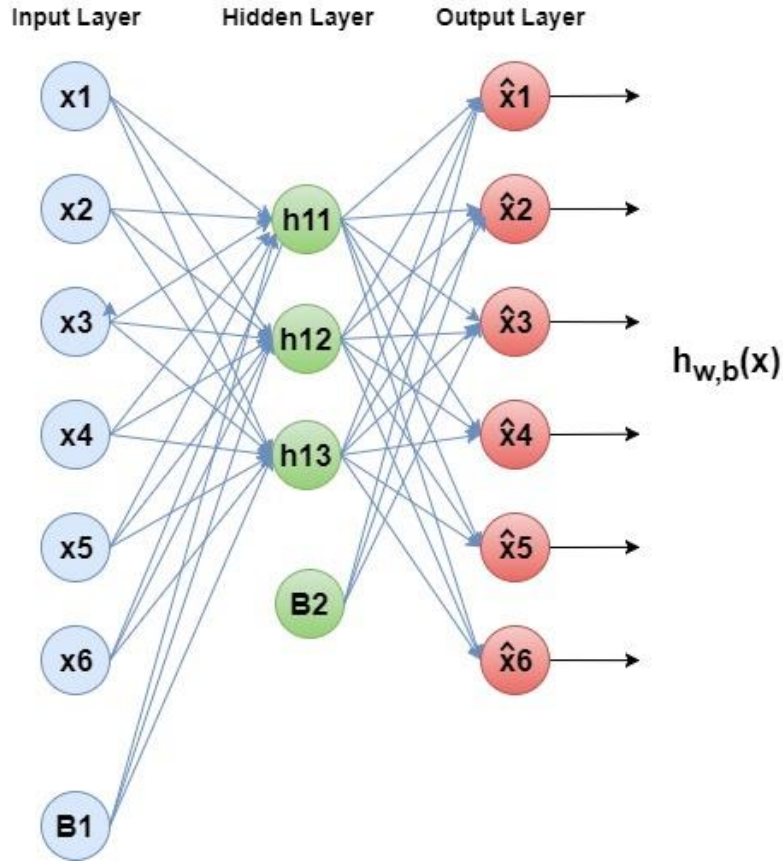 Input Layer
Hidden Layer
Output Layer
x1
x2
x3
x4
x5
x6
B1
h11
h12
h13
B2
x̂1
x̂2
x̂3
x̂4
x̂5
x̂6
h_{w,b}(x)